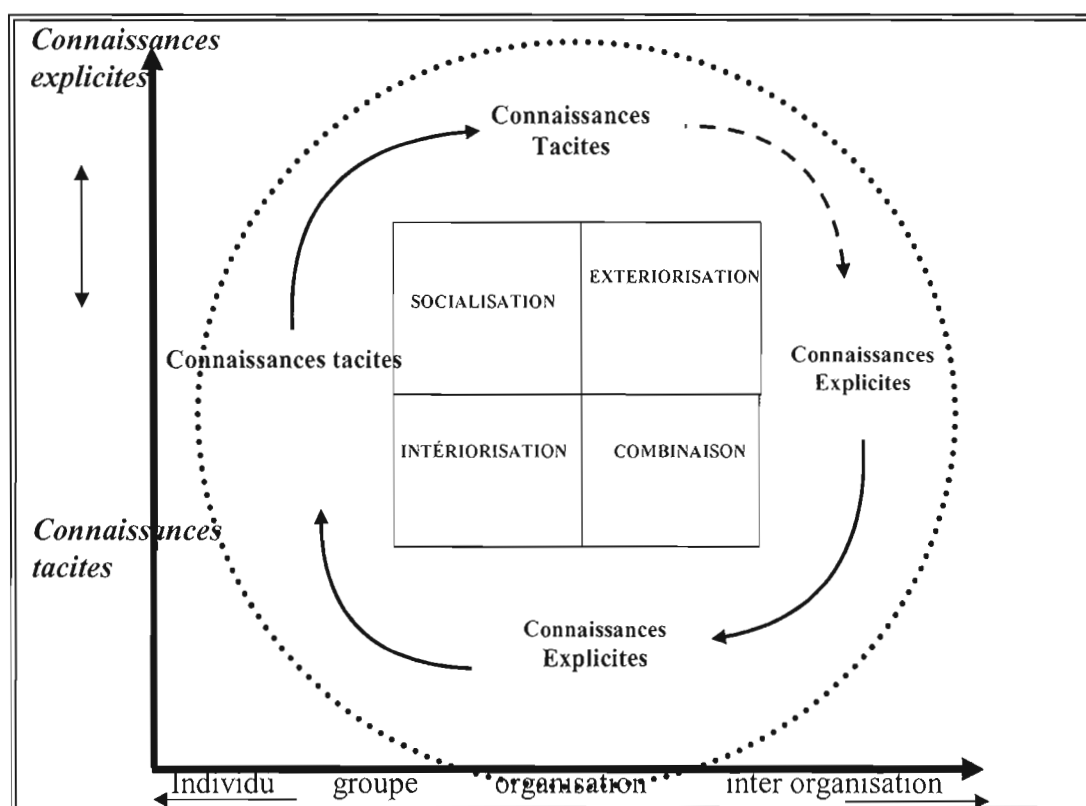 Connaissances
explicites
Connaissances
Tacites
SOCIALISATION
EXTERIORISATION
Connaissances tacites
Connaissances
Explicites
INTÉRIORISATION
COMBINAISON
Connaissances
tacites
Connaissances
Explicites
Individu groupe organisation inter organisation